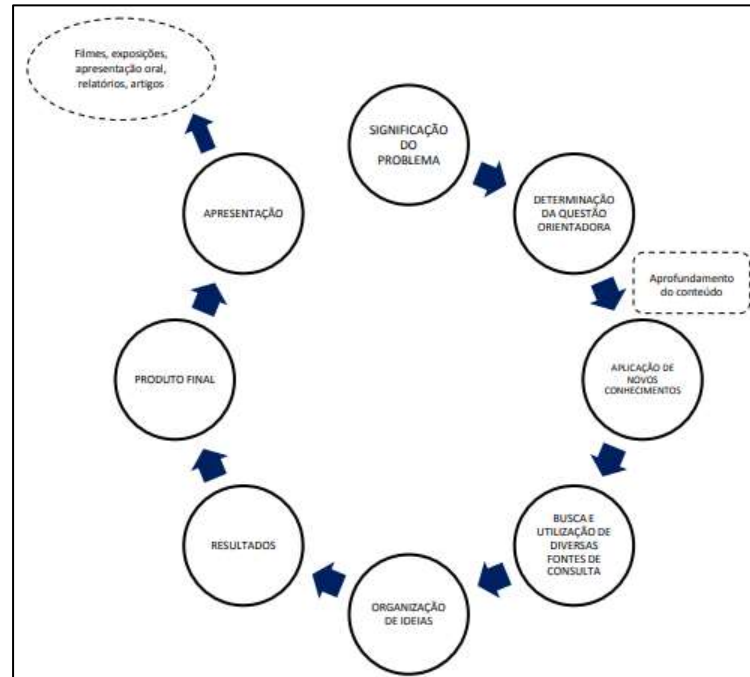 Filmes, exposições,
apresentação oral,
relatórios, artigos
SIGNIFICAÇÃO
DO
PROBLEMA
DETERMINAÇÃO
DA QUESTÃO
ORIENTADORA
Aprofundamento
do conteúdo
APLICAÇÃO DE
NOVOS
CONHECIMENTOS
BUSCA E
UTILIZAÇÃO DE
DIVERSAS
FONTES DE
CONSULTA
ORGANIZAÇÃO
DE IDEIAS
RESULTADOS
PRODUTO FINAL
APRESENTAÇÃO